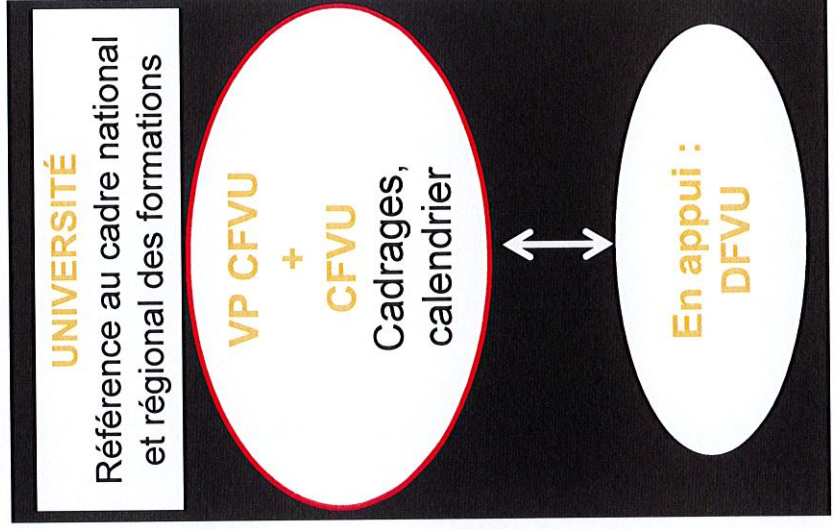 UNIVERSITÉ
Référence au cadre national
et régional des formations
VP CFVU
+
CFVU
Cadrages,
calendrier
En appui :
DFVU